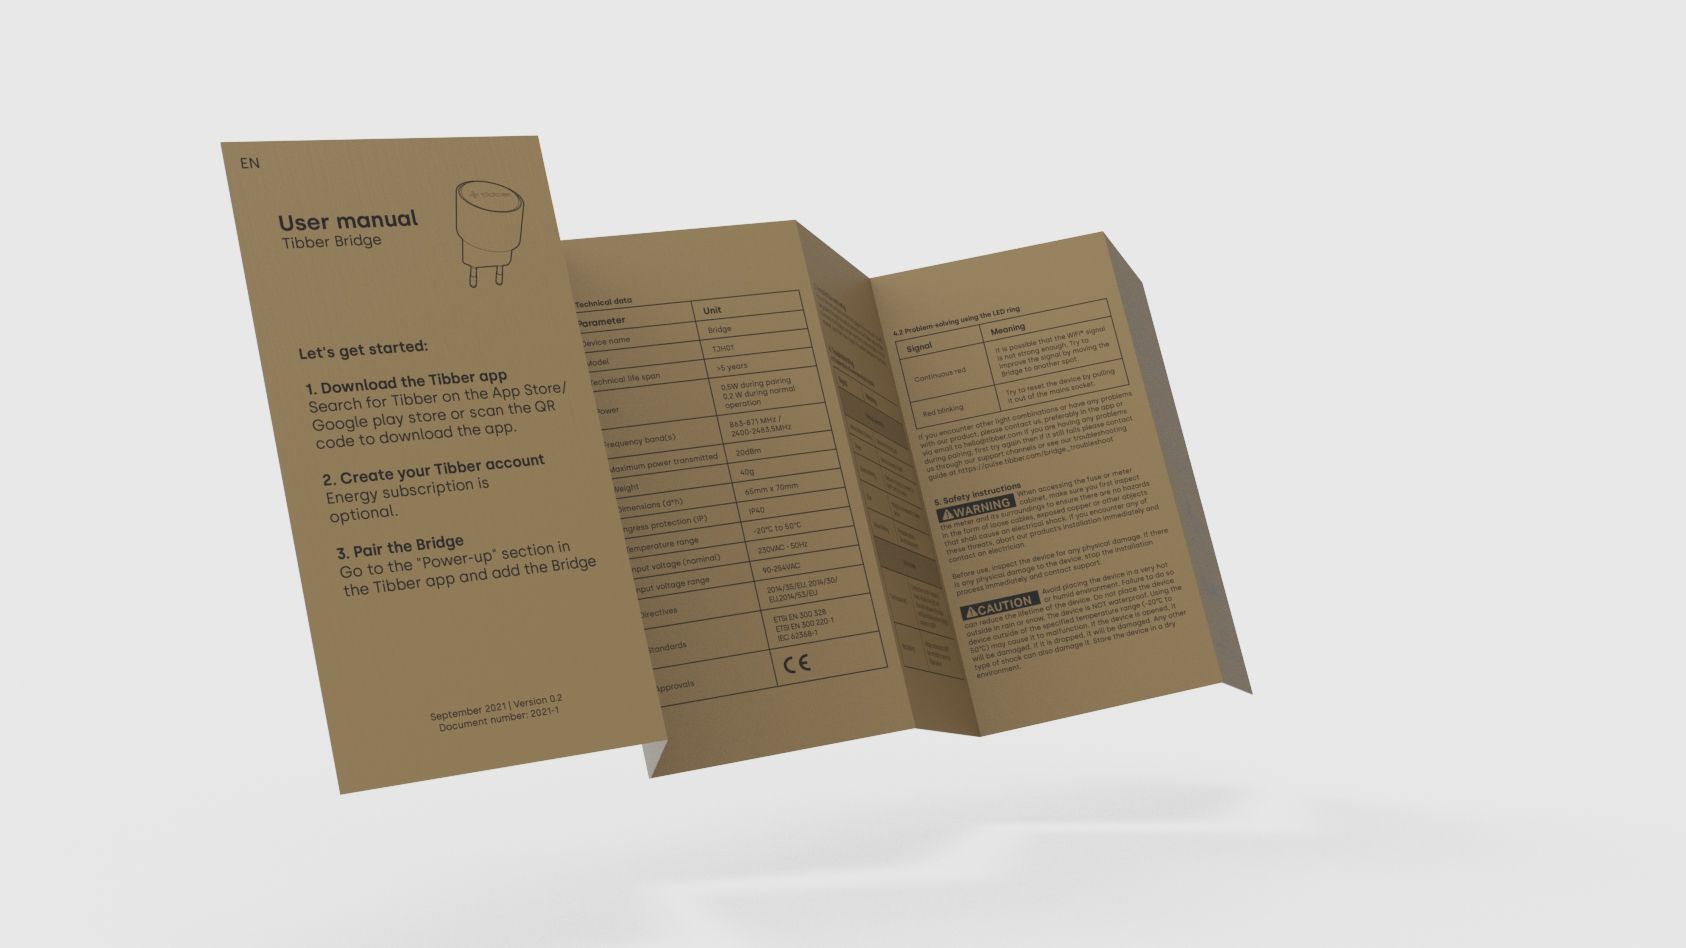 EN
User manual
Tibber Bridge
tibber
Let's get started:
1. Download the Tibber app
Search for Tibber on the App Store/
Google play store or scan the QR
code to download the app.
2. Create your Tibber account
Energy subscription is
optional.
3. Pair the Bridge
Go to the "Power-up" section in
the Tibber app and add the Bridge
September 2021 | Version 0.2
Document number: 2021-1
Technical data
Parameter Unit
Device name Bridge
Model TJH01
Technical life span >5 years
Power 0,5W during pairing
0,2 W during normal
operation
Frequency band(s) 863-871 MHz /
2400-2483,5MHz
Maximum power transmitted 20dBm
Weight 40g
Dimensions (d*h) 65mm x 70mm
Ingress protection (IP) IP40
Temperature range -20°C to 50°C
Input voltage (nominal) 230VAC - 50Hz
Input voltage range 90-254VAC
Directives 2014/35/EU, 2014/30/
EU,2014/53/EU
Standards ETSI EN 300 328
ETSI EN 300 220-1
IEC 62368-1
Approvals CE
4.2 Problem-solving using the LED ring
Signal Meaning
Continuous red It is possible that the WiFi® signal
is not strong enough. Try to
improve the signal by moving the
Bridge to another spot
Red blinking Try to reset the device by pulling
it out of the mains socket.
If you encounter other light combinations or have any problems
with our product, please contact us, preferably in the app or
via email to hello@tibber.com If you are having any problems
during pairing: first try again then if it still fails please contact
us through our support channels or see our troubleshooting
guide at https://pulse.tibber.com/bridge_troubleshoot
5. Safety instructions
WARNING When accessing the fuse or meter
cabinet, make sure you first inspect
the meter and its surroundings to ensure there are no hazards
in the form of loose cables, exposed copper or other objects
that shall cause an electrical shock. If you encounter any of
these threats, abort our product's installation immediately and
contact an electrician.
Before use, inspect the device for any physical damage. If there
is any physical damage to the device, stop the installation
process immediately and contact support.
CAUTION Avoid placing the device in a very hot
or humid environment. Failure to do so
can reduce the lifetime of the device. Do not place the device
outside in rain or snow. The device is NOT waterproof. Using the
device outside of the specified temperature range (-20°C to
50°C) may cause it to malfunction. If the device is opened, it
will be damaged. If it is dropped, it will be damaged. Any other
type of shock can also damage it. Store the device in a dry
environment.